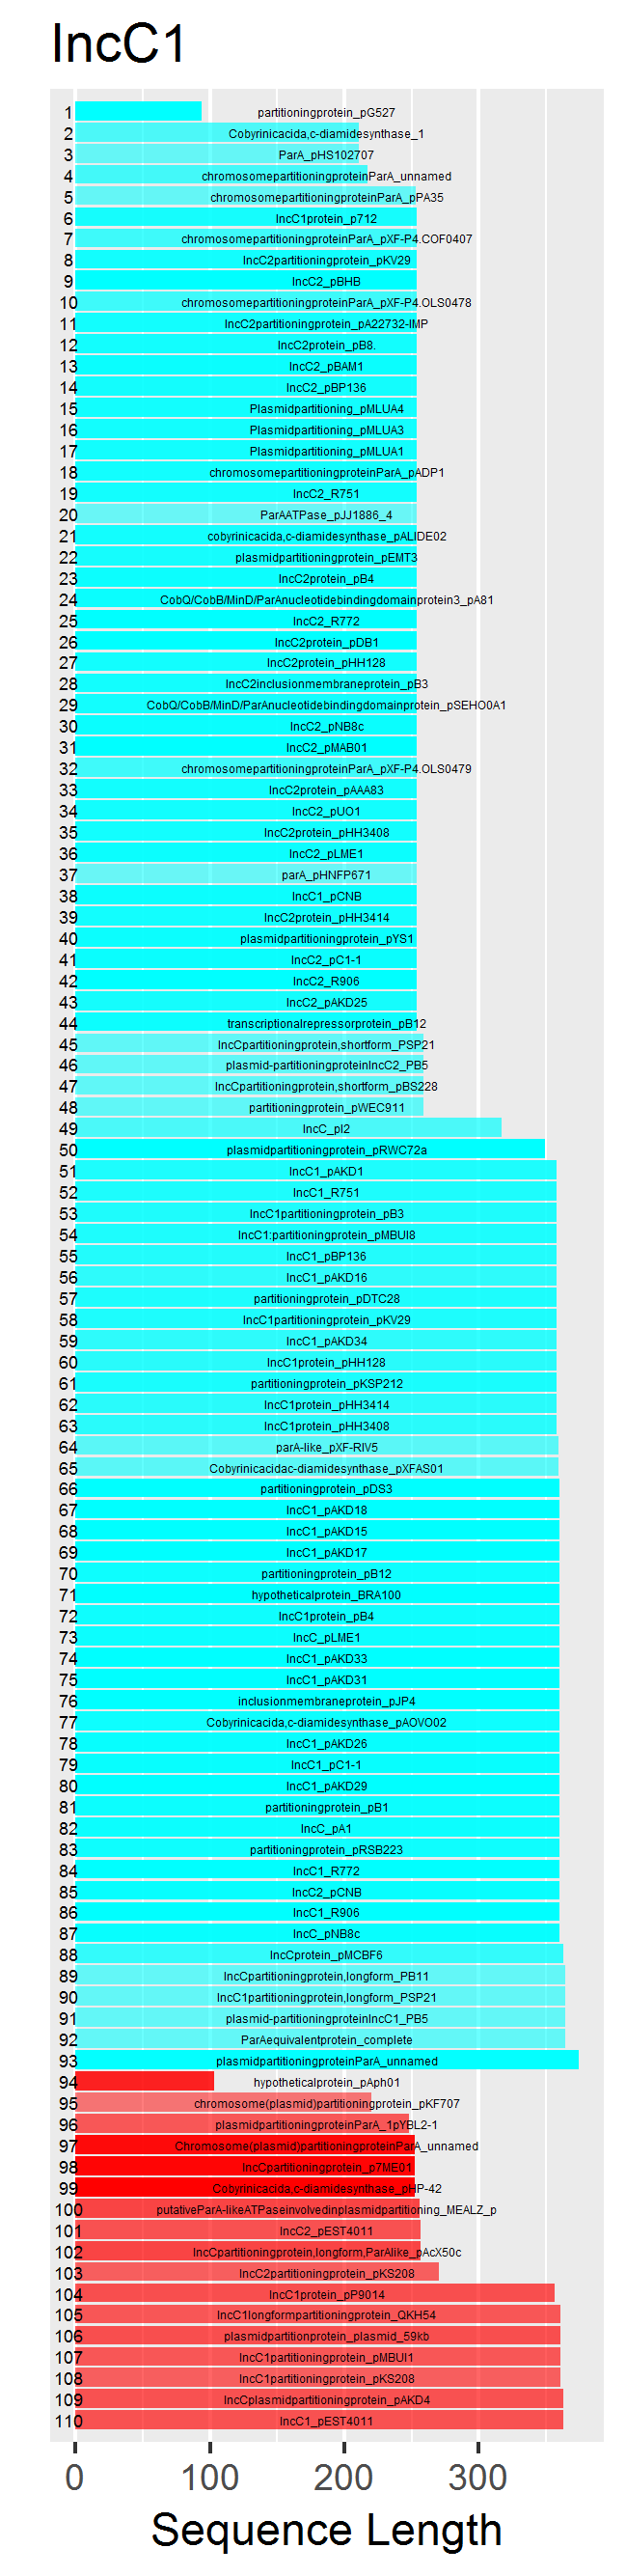 IncC1
1 partitioningprotein_pG527
2 Cobyrinicacida,c-diamidesynthase_1
3 ParA_pHS102707
4 chromosomepartitioningproteinParA_unnamed
5 chromosomepartitioningproteinParA_pPA35
6 IncC1protein_p712
7 chromosomepartitioningproteinParA_pXF-P4.COF0407
8 IncC2partitioningprotein_pKV29
9 IncC2_pBHB
10 chromosomepartitioningproteinParA_pXF-P4.OLS0478
11 IncC2partitioningprotein_pA22732-IMP
12 IncC2protein_pB8.
13 IncC2_pBAM1
14 IncC2_pBP136
15 Plasmidpartitioning_pMLUA4
16 Plasmidpartitioning_pMLUA3
17 Plasmidpartitioning_pMLUA1
18 chromosomepartitioningproteinParA_pADP1
19 IncC2_R751
20 ParAATPase_pJJ1886_4
21 cobyrinicacida,c-diamidesynthase_pALIDE02
22 plasmidpartitioningprotein_pEMT3
23 IncC2protein_pB4
24 CobQ/CobB/MinD/ParAnucleotidebindingdomainprotein3_pA81
25 IncC2_R772
26 IncC2protein_pDB1
27 IncC2protein_pHH128
28 IncC2inclusionmembraneprotein_pB3
29 CobQ/CobB/MinD/ParAnucleotidebindingdomainprotein_pSEHO0A1
30 IncC2_pNB8c
31 IncC2_pMAB01
32 chromosomepartitioningproteinParA_pXF-P4.OLS0479
33 IncC2protein_pAAA83
34 IncC2_pUO1
35 IncC2protein_pHH3408
36 IncC2_pLME1
37 parA_pHNFP671
38 IncC1_pCNB
39 IncC2protein_pHH3414
40 plasmidpartitioningprotein_pYS1
41 IncC2_pC1-1
42 IncC2_R906
43 IncC2_pAKD25
44 transcriptionalrepressorprotein_pB12
45 IncCpartitioningprotein,shortform_PSP21
46 plasmid-partitioningproteinIncC2_PB5
47 IncCpartitioningprotein,shortform_pBS228
48 partitioningprotein_pWEC911
49 IncC_pI2
50 plasmidpartitioningprotein_pRWC72a
51 IncC1_pAKD1
52 IncC1_R751
53 IncC1partitioningprotein_pB3
54 IncC1:partitioningprotein_pMBUI8
55 IncC1_pBP136
56 IncC1_pAKD16
57 partitioningprotein_pDTC28
58 IncC1partitioningprotein_pKV29
59 IncC1_pAKD34
60 IncC1protein_pHH128
61 partitioningprotein_pKSP212
62 IncC1protein_pHH3414
63 IncC1protein_pHH3408
64 parA-like_pXF-RIV5
65 Cobyrinicacidac-diamidesynthase_pXFAS01
66 partitioningprotein_pDS3
67 IncC1_pAKD18
68 IncC1_pAKD15
69 IncC1_pAKD17
70 partitioningprotein_pB12
71 hypotheticalprotein_BRA100
72 IncC1protein_pB4
73 IncC_pLME1
74 IncC1_pAKD33
75 IncC1_pAKD31
76 inclusionmembraneprotein_pJP4
77 Cobyrinicacida,c-diamidesynthase_pAOVO02
78 IncC1_pAKD26
79 IncC1_pC1-1
80 IncC1_pAKD29
81 partitioningprotein_pB1
82 IncC_pA1
83 partitioningprotein_pRSB223
84 IncC1_R772
85 IncC2_pCNB
86 IncC1_R906
87 IncC_pNB8c
88 IncCprotein_pMCBF6
89 IncCpartitioningprotein,longform_PB11
90 IncC1partitioningprotein,longform_PSP21
91 plasmid-partitioningproteinIncC1_PB5
92 ParAequivalentprotein_complete
93 plasmidpartitioningproteinParA_unnamed
94 hypotheticalprotein_pAph01
95 chromosome(plasmid)partitioningprotein_pKF707
96 plasmidpartitioningproteinParA_1pYBL2-1
97 Chromosome(plasmid)partitioningproteinParA_unnamed
98 IncCpartitioningprotein_p7ME01
99 Cobyrinicacida,c-diamidesynthase_pHP-42
100 putativeParA-likeATPaseinvolvedinplasmidpartitioning_MEALZ_p
101 IncC2_pEST4011
102 IncCpartitioningprotein,longform,ParAlike_pAcX50c
103 IncC2partitioningprotein_pKS208
104 IncC1protein_pP9014
105 IncC1longformpartitioningprotein_QKH54
106 plasmidpartitionprotein_plasmid_59kb
107 IncC1partitioningprotein_pMBUI1
108 IncC1partitioningprotein_pKS208
109 IncCplasmidpartitioningprotein_pAKD4
110 IncC1_pEST4011
0 100 200 300
Sequence Length